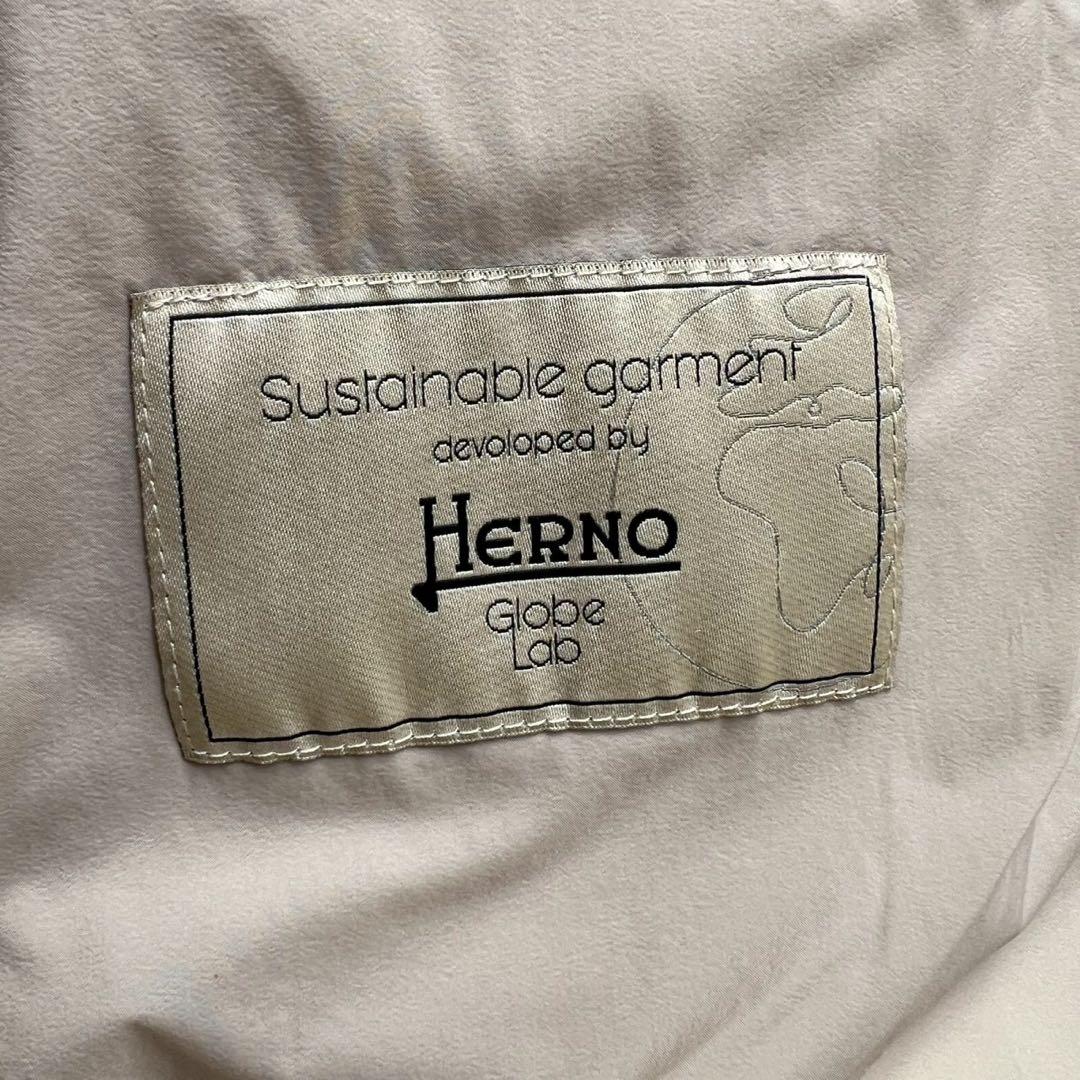 Sustainable garment
devoloped by
HERNO
Globe
Lab